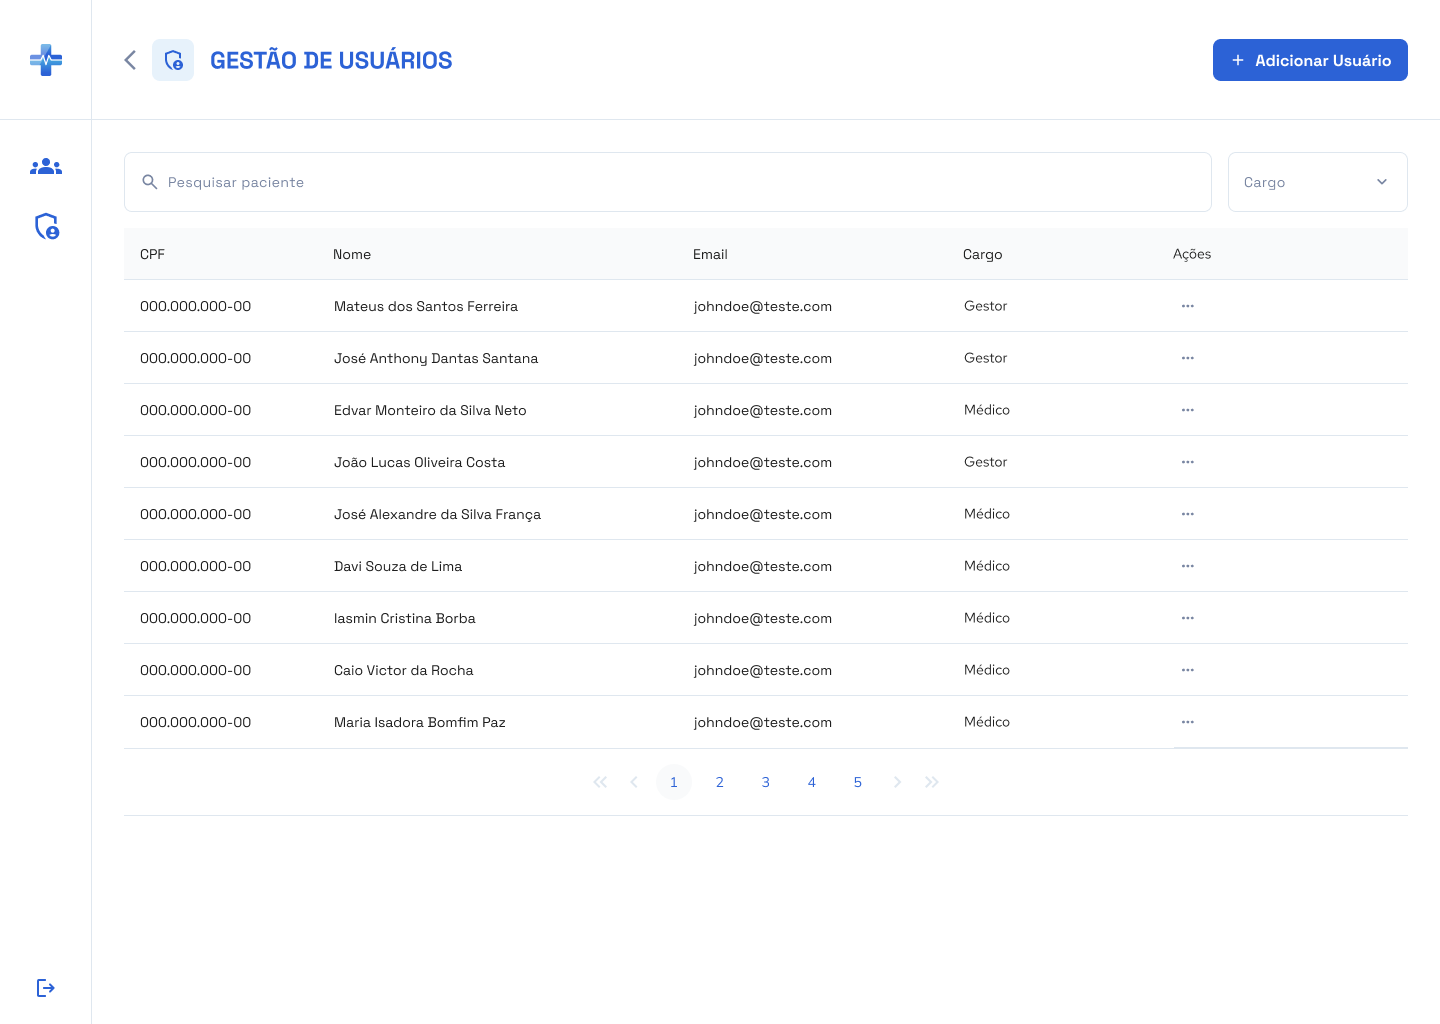 GESTÃO DE USUÁRIOS
+ Adicionar Usuário
Pesquisar paciente
Cargo
CPF Nome Email Cargo Ações
000.000.000-00 Mateus dos Santos Ferreira johndoe@teste.com Gestor ...
000.000.000-00 José Anthony Dantas Santana johndoe@teste.com Gestor ...
000.000.000-00 Edvar Monteiro da Silva Neto johndoe@teste.com Médico ...
000.000.000-00 João Lucas Oliveira Costa johndoe@teste.com Gestor ...
000.000.000-00 José Alexandre da Silva França johndoe@teste.com Médico ...
000.000.000-00 Davi Souza de Lima johndoe@teste.com Médico ...
000.000.000-00 Iasmin Cristina Borba johndoe@teste.com Médico ...
000.000.000-00 Caio Victor da Rocha johndoe@teste.com Médico ...
000.000.000-00 Maria Isadora Bomfim Paz johndoe@teste.com Médico ...
1 2 3 4 5